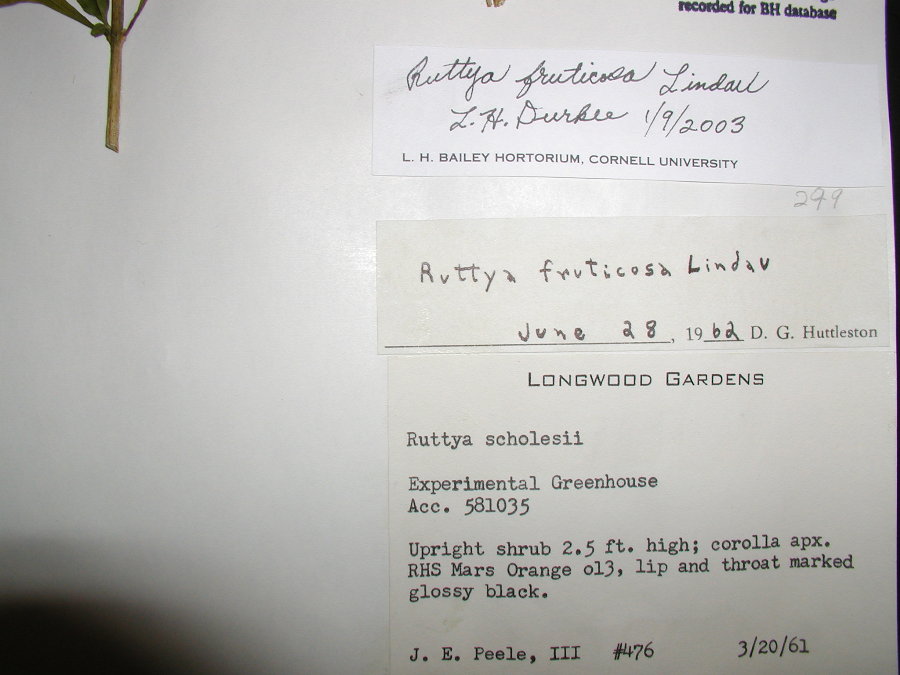 recorded for BH database
Ruttya fruticosa Lindau
L. H. Durkee 1/9/2003
L. H. BAILEY HORTORIUM, CORNELL UNIVERSITY
299
Ruttya fruticosa Lindau
June 28, 1962 D. G. Huttleston
LONGWOOD GARDENS
Ruttya scholesii
Experimental Greenhouse
Acc. 581035
Upright shrub 2.5 ft. high; corolla apx.
RHS Mars Orange o13, lip and throat marked
glossy black.
J. E. Peele, III #476 3/20/61